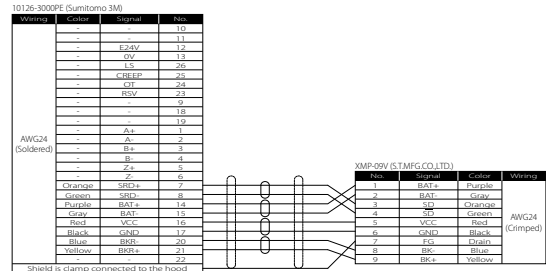 10126-3000PE (Sumitomo 3M)
Wiring Color Signal No.
- - 10
- - 11
- E24V 12
- 0V 13
- LS 26
- CREEP 25
- OT 24
- RSV 23
- - 9
- - 18
- - 19
- A+ 1
AWG24 (Soldered)
- A- 2
- B+ 3
- B- 4
- Z+ 5
- Z- 6
Orange SRD+ 7
Green SRD- 8
Purple BAT+ 14
Gray BAT- 15
Red VCC 16
Black GND 17
Blue BKR- 20
Yellow BKR+ 21
- - 22
Shield is clamp connected to the hood
XMP-09V (S.T.MFG.CO.,LTD.)
No. Signal Color Wiring
1 BAT+ Purple
2 BAT- Gray
3 SD Orange
4 S̅D̅ Green
5 VCC Red
AWG24 (Crimped)
6 GND Black
7 FG Drain
8 BK- Blue
9 BK+ Yellow